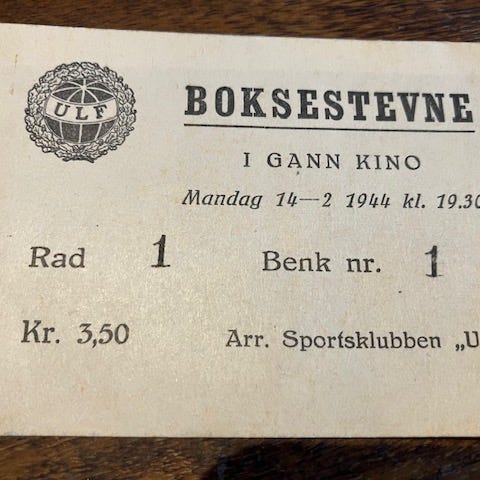 ULF
BOKSESTEVNE
I GANN KINO
Mandag 14—2 1944 kl. 19.30
Rad 1 Benk nr. 1
Kr. 3,50 Arr. Sportsklubben „U